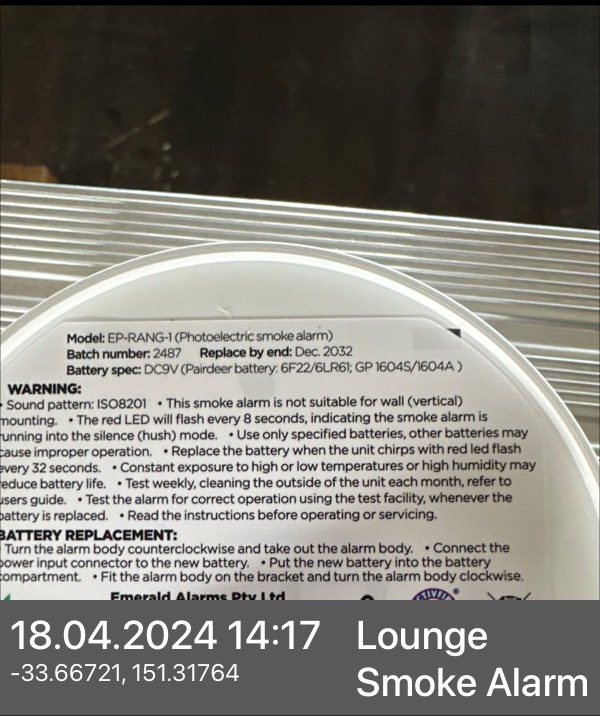 Model: EP-RANG-1 (Photoelectric smoke alarm)
Batch number: 2487 Replace by end: Dec. 2032
Battery spec: DC9V (Pairdeer battery: 6F22/6LR61; GP 1604S/1604A )
WARNING:
• Sound pattern: ISO8201 • This smoke alarm is not suitable for wall (vertical)
mounting. • The red LED will flash every 8 seconds, indicating the smoke alarm is
running into the silence (hush) mode. • Use only specified batteries, other batteries may
cause improper operation. • Replace the battery when the unit chirps with red led flash
every 32 seconds. • Constant exposure to high or low temperatures or high humidity may
reduce battery life. • Test weekly, cleaning the outside of the unit each month, refer to
users guide. • Test the alarm for correct operation using the test facility, whenever the
battery is replaced. • Read the instructions before operating or servicing.
BATTERY REPLACEMENT:
Turn the alarm body counterclockwise and take out the alarm body. • Connect the
power input connector to the new battery. • Put the new battery into the battery
compartment. • Fit the alarm body on the bracket and turn the alarm body clockwise.
Emerald Alarms Pty Ltd
18.04.2024 14:17
-33.66721, 151.31764
Lounge
Smoke Alarm